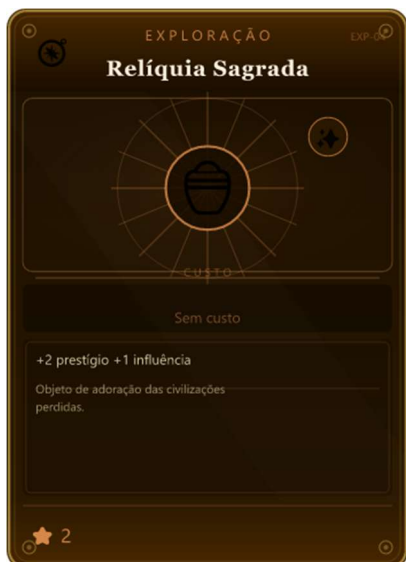 EXPLORAÇÃO
Relíquia Sagrada
CUSTO
Sem custo
+2 prestígio +1 influência
Objeto de adoração das civilizações
perdidas.
2